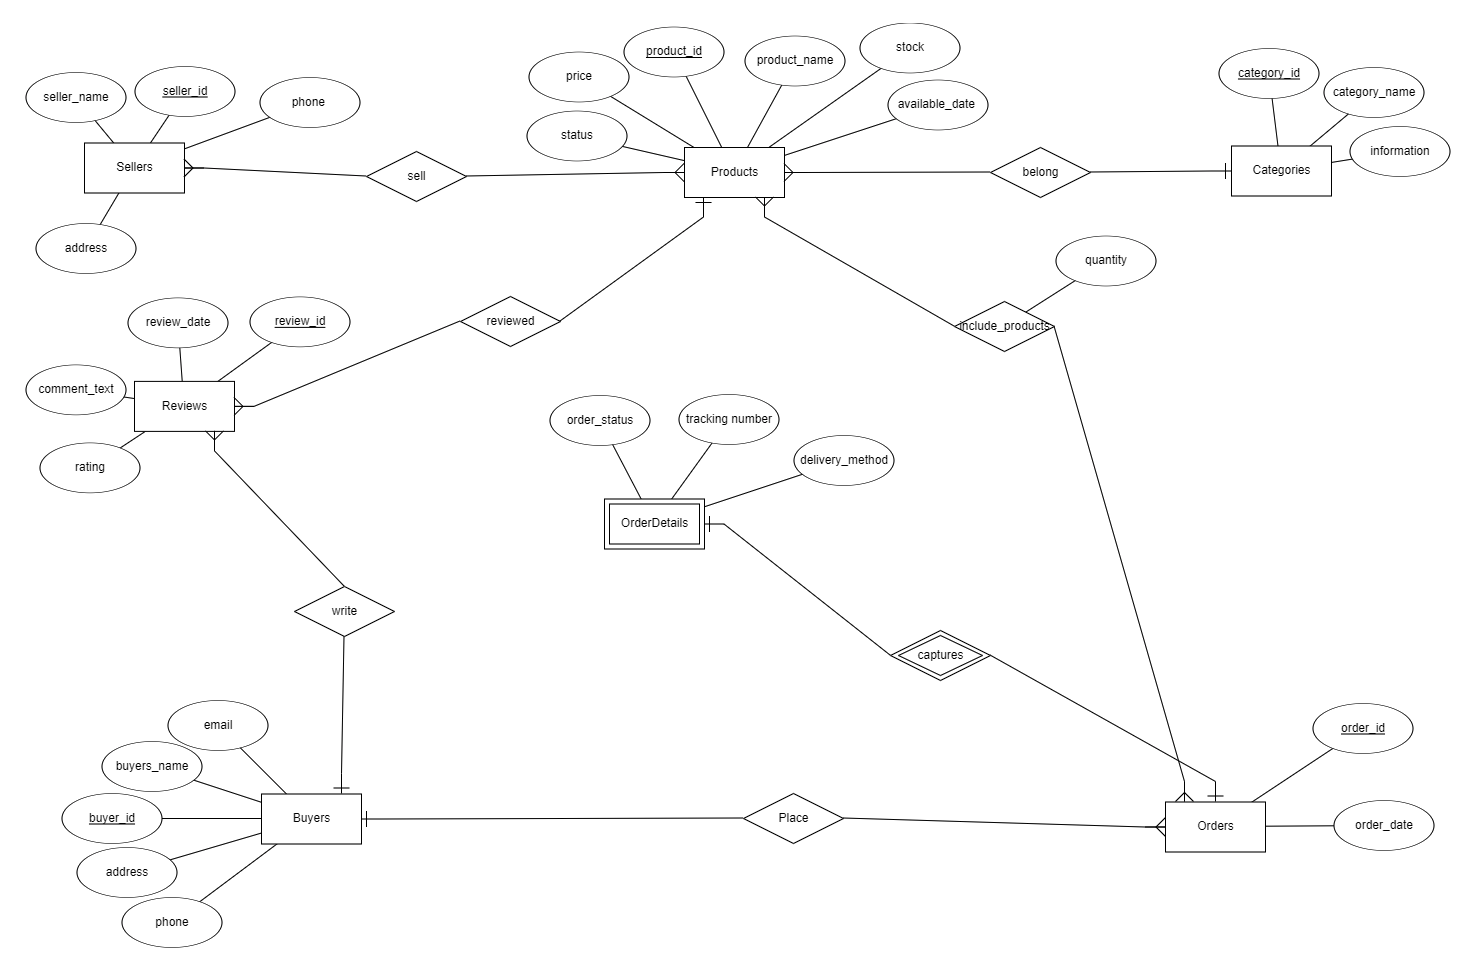 stock
product_id
product_name
category_id
price
seller_id
category_name
seller_name
phone
available_date
status
information
Sellers
Products
Categories
sell
belong
address
quantity
review_date
review_id
reviewed
include_products
comment_text
Reviews
order_status
tracking number
delivery_method
rating
OrderDetails
write
captures
email
order_id
buyers_name
buyer_id
Buyers
Place
Orders
order_date
address
phone